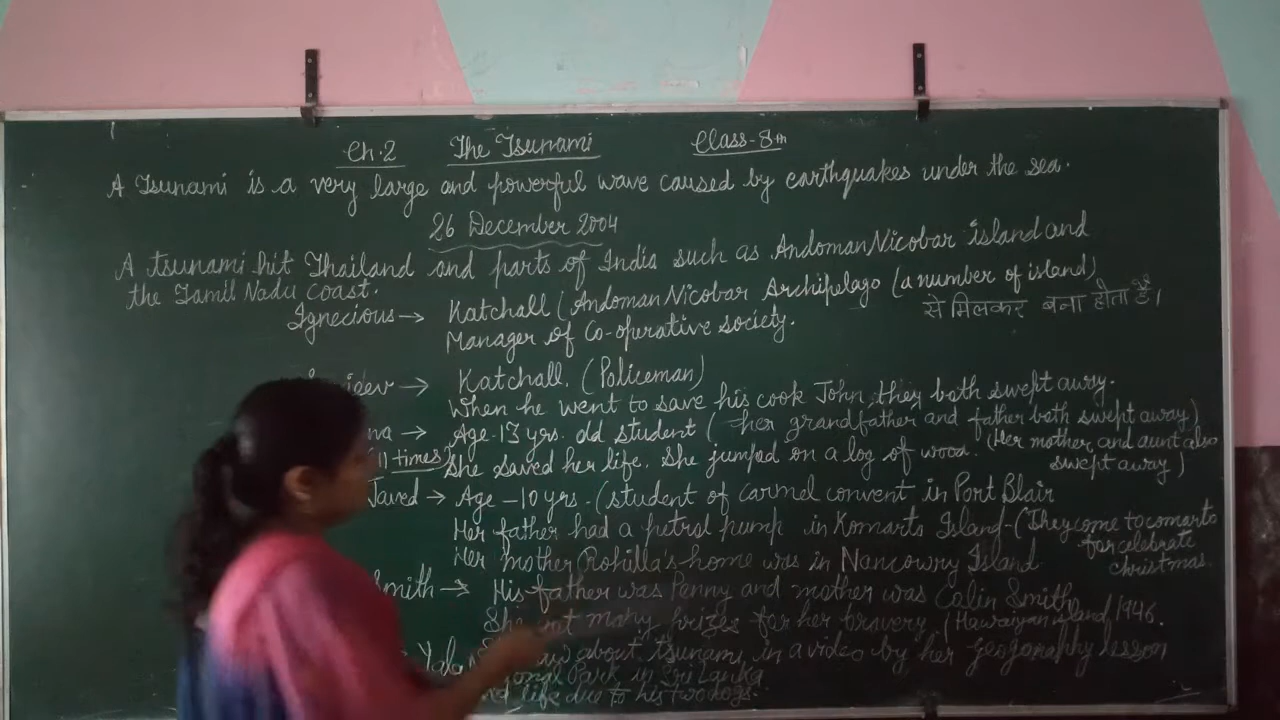 Ch.2 The Tsunami Class-8th
A Tsunami is a very large and powerful wave caused by earthquakes under the sea.
26 December 2004
A tsunami hit Thailand and parts of India such as Andoman Nicobar island and
the Tamil Nadu coast.
Ignecious → Katchall (Andoman Nicobar Archipelago (a number of island)
से मिलकर बना होता है।
Manager of Co-operative society.
→ Katchall. (Policeman)
When he went to save his cook John, they both swept away.
→ Age-13 yrs. old student (her grandfather and father both swept away)
(11 times) She saved her life. She jumped on a log of wood. (Her mother and aunt also
swept away)
Javed → Age -10 yrs.-(student of carmel convent in Port Blair
Her father had a petrol pump in Komarts Island-(They come to comarts
for celebrate
christmas.
Her mother Rohilla's home was in Nancowry Island
Smith → His father was Penny and mother was Colin Smith
She got many prizes for her bravery. (Hawaiyan island, 1946.
about tsunami in a video by her geography lesson
Yala Park in Sri Lanka
life due to his two dogs.